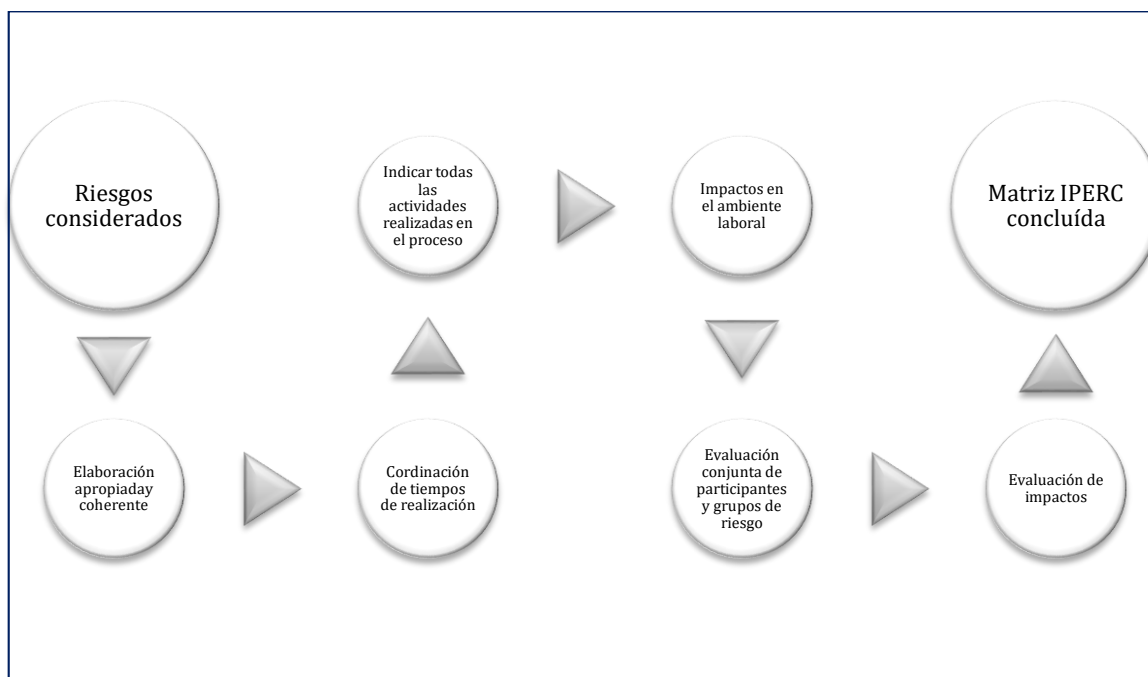 Riesgos
considerados
Elaboración
apropiaday
coherente
Cordinación
de tiempos
de realización
Indicar todas
las
actividades
realizadas en
el proceso
Impactos en
el ambiente
laboral
Evaluación
conjunta de
participantes
y grupos de
riesgo
Evaluación de
impactos
Matriz IPERC
concluída